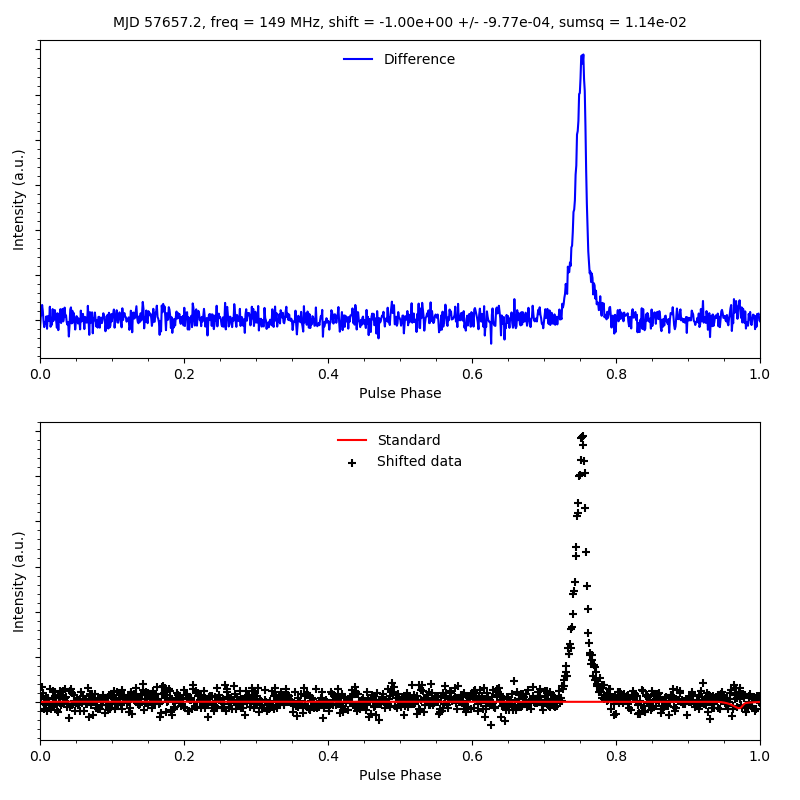 MJD 57657.2, freq = 149 MHz, shift = -1.00e+00 +/- -9.77e-04, sumsq = 1.14e-02
Difference
Intensity (a.u.)
0.0 0.2 0.4 0.6 0.8 1.0
Pulse Phase
Standard
Shifted data
Intensity (a.u.)
0.0 0.2 0.4 0.6 0.8 1.0
Pulse Phase